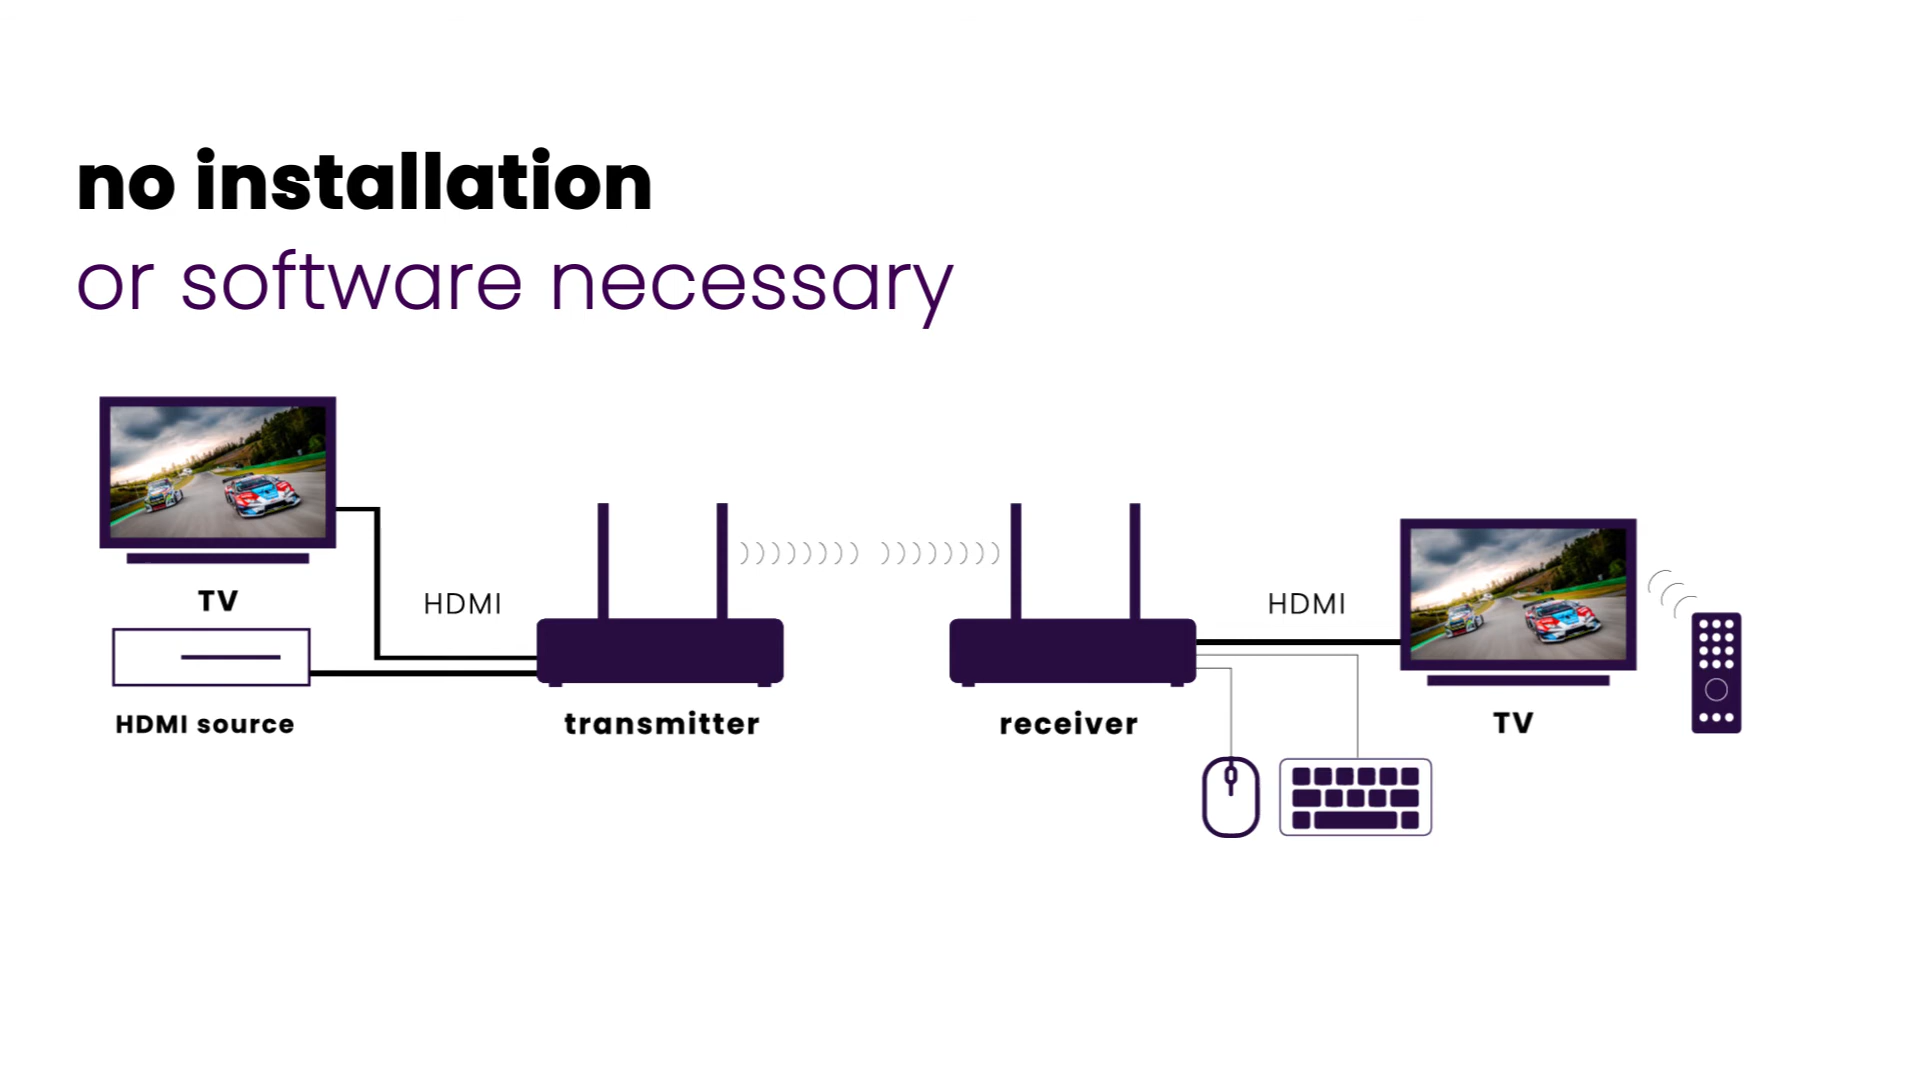 no installation
or software necessary
TV
HDMI
HDMI
HDMI source
transmitter
receiver
TV